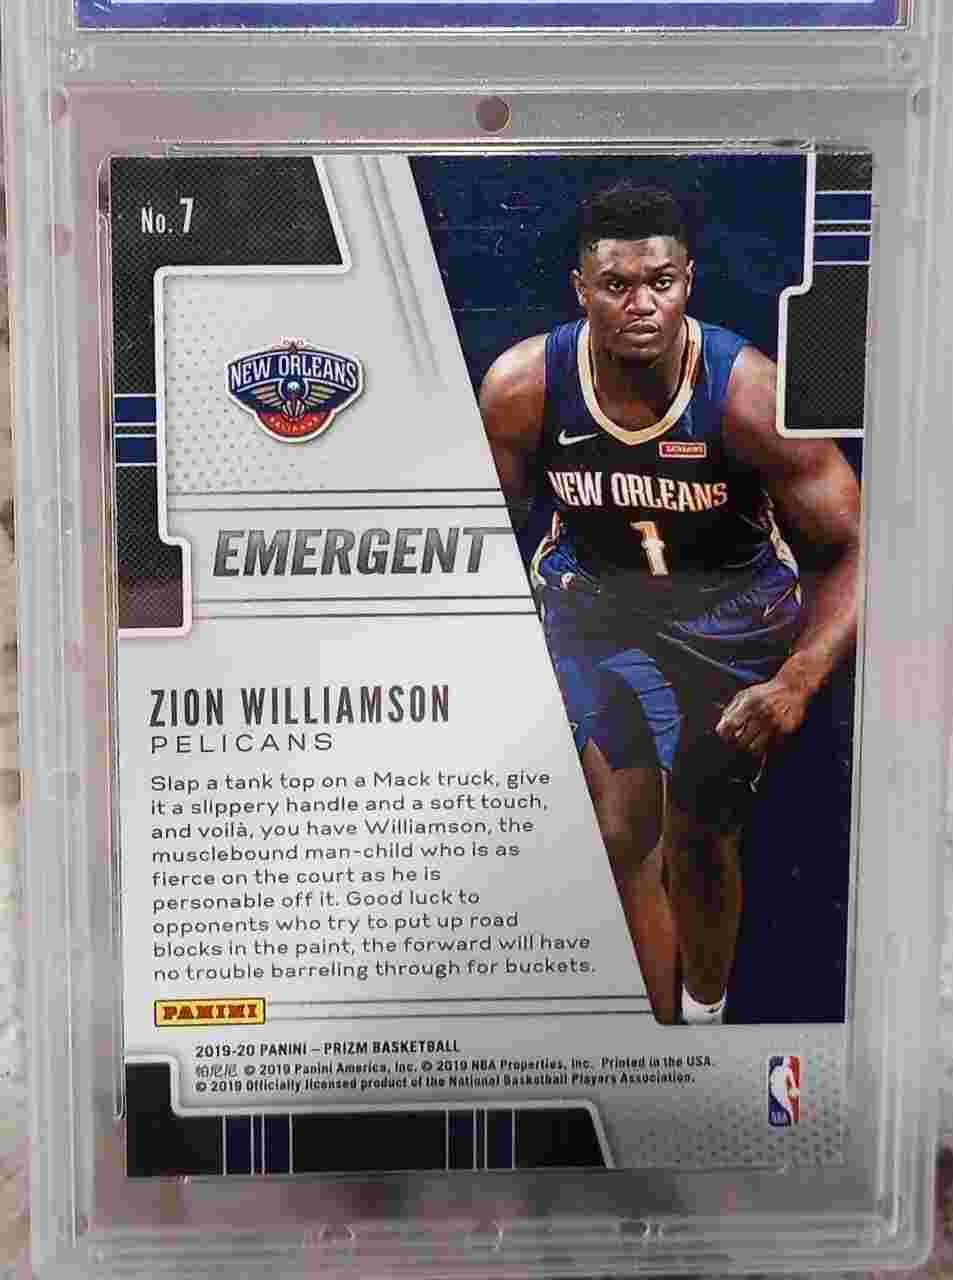 No. 7
NEW ORLEANS
PELICANS
NEW ORLEANS
1
EMERGENT
ZION WILLIAMSON
PELICANS
Slap a tank top on a Mack truck, give
it a slippery handle and a soft touch,
and voilà, you have Williamson, the
musclebound man-child who is as
fierce on the court as he is
personable off it. Good luck to
opponents who try to put up road
blocks in the paint, the forward will have
no trouble barreling through for buckets.
PANINI
2019-20 PANINI – PRIZM BASKETBALL
帕尼尼 © 2019 Panini America, Inc. © 2019 NBA Properties, Inc. Printed in the USA.
© 2019 Officially licensed product of the National Basketball Players Association.
NBA